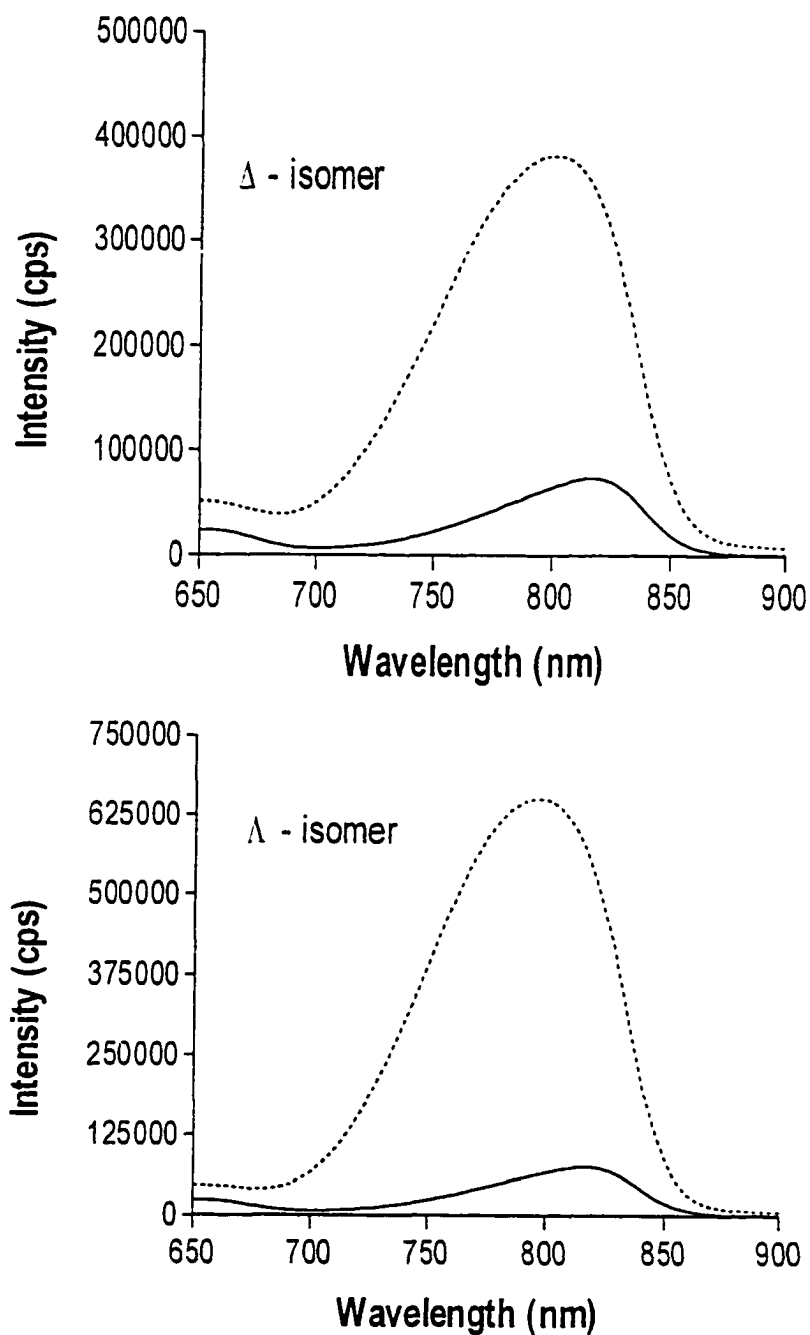 500000
400000
300000
200000
100000
0
Δ - isomer
Intensity (cps)
650 700 750 800 850 900
Wavelength (nm)
750000
625000
500000
375000
250000
125000
0
Λ - isomer
Intensity (cps)
650 700 750 800 850 900
Wavelength (nm)